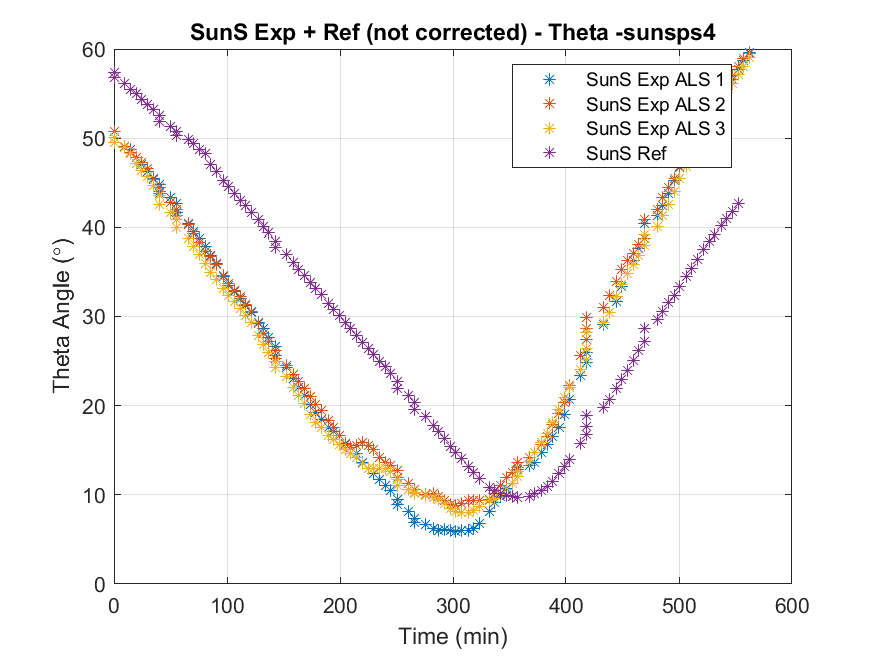 SunS Exp + Ref (not corrected) - Theta -sunsps4
60
50
40
30
20
10
0
Theta Angle (°)
SunS Exp ALS 1
SunS Exp ALS 2
SunS Exp ALS 3
SunS Ref
0 100 200 300 400 500 600
Time (min)